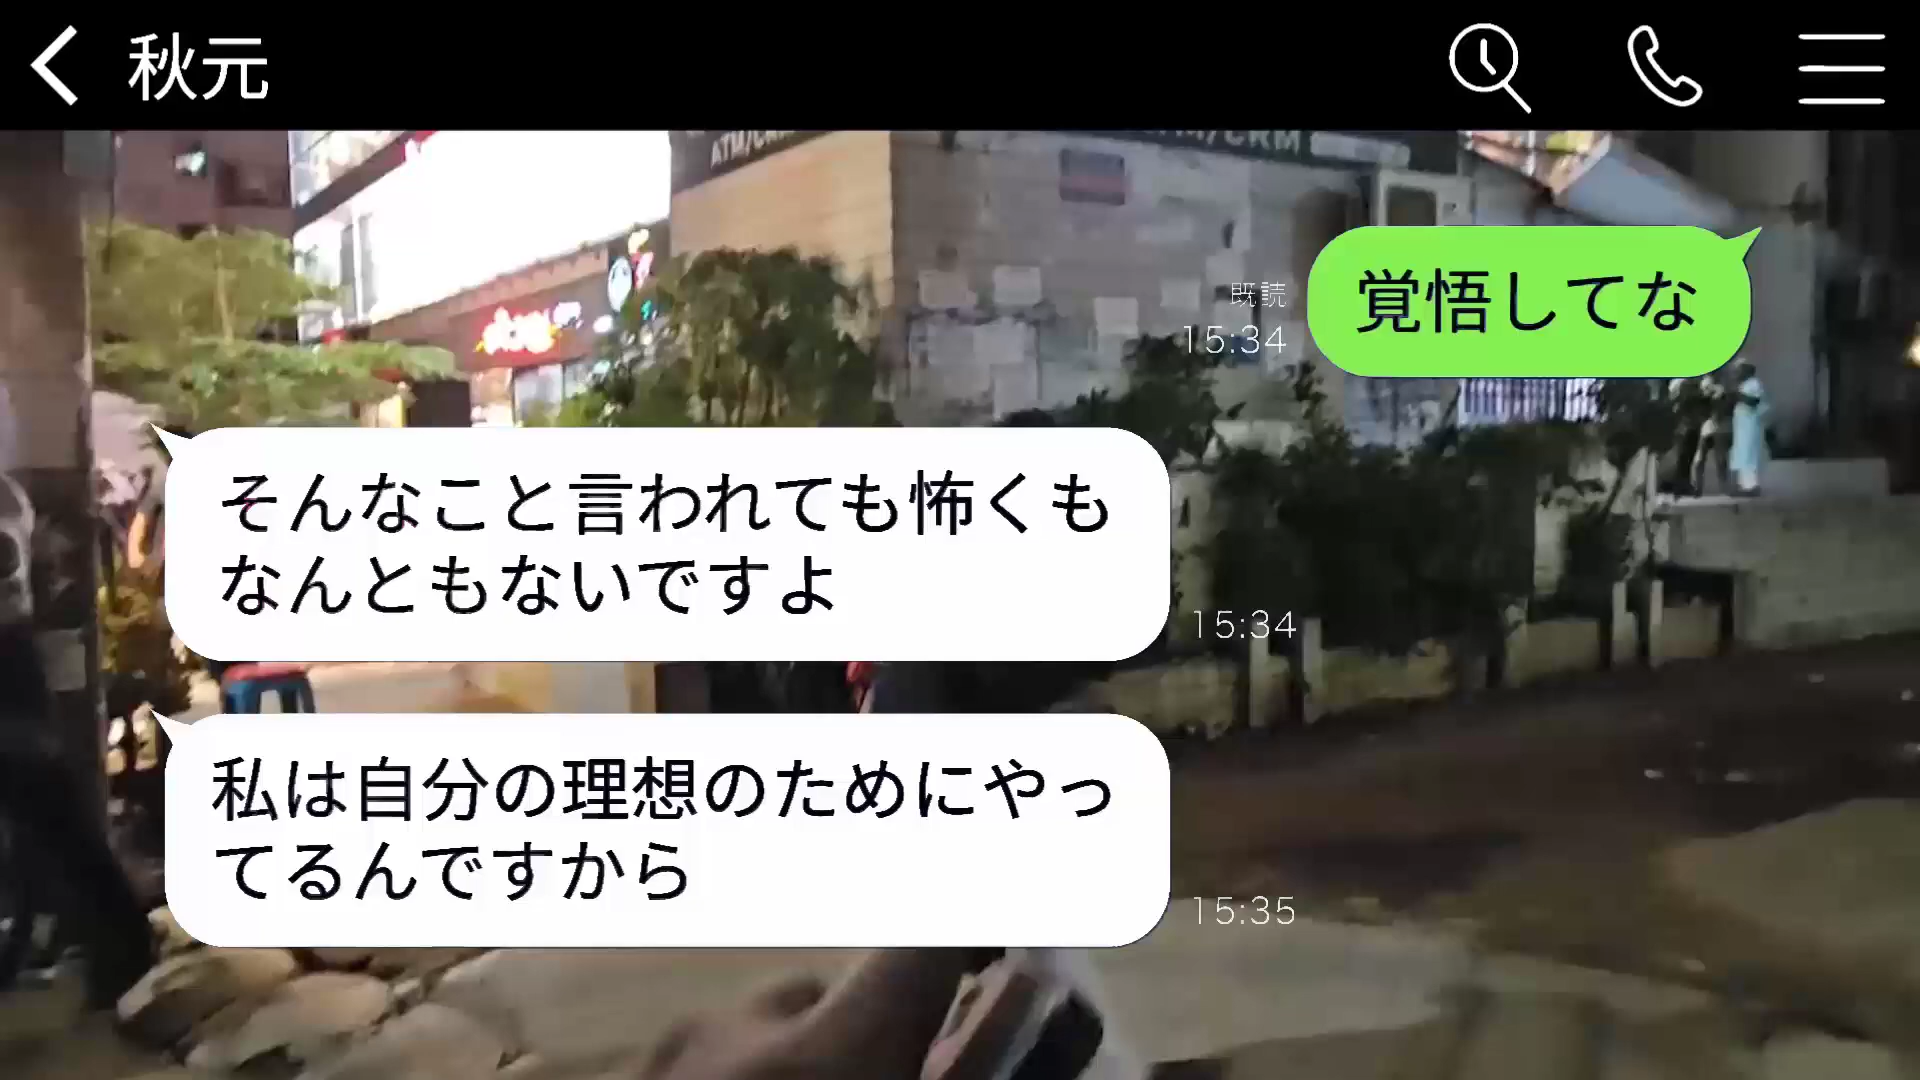 秋元
ATM/C
ATM/CRM
覚悟してな
既読
15:34
そんなこと言われても怖くも
なんともないですよ
15:34
私は自分の理想のためにやっ
てるんですから
15:35